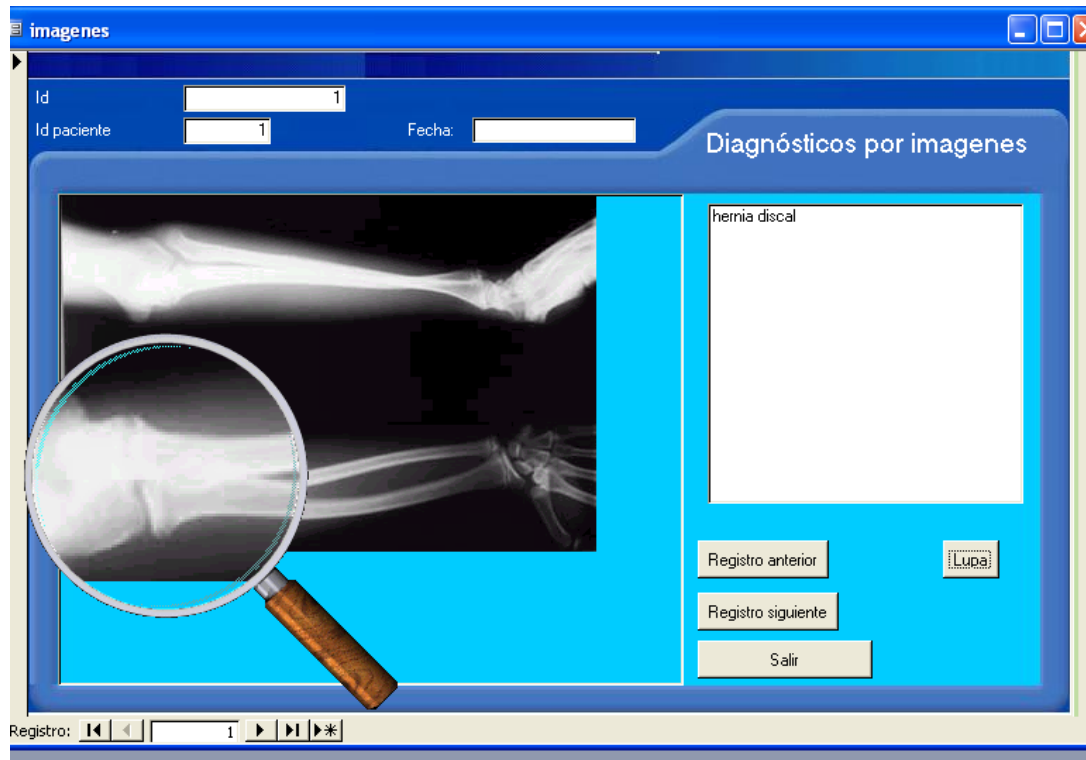 imagenes
Id 1
Id paciente 1 Fecha:
Diagnósticos por imagenes
hernia discal
Registro anterior Lupa
Registro siguiente
Salir
Registro: 1